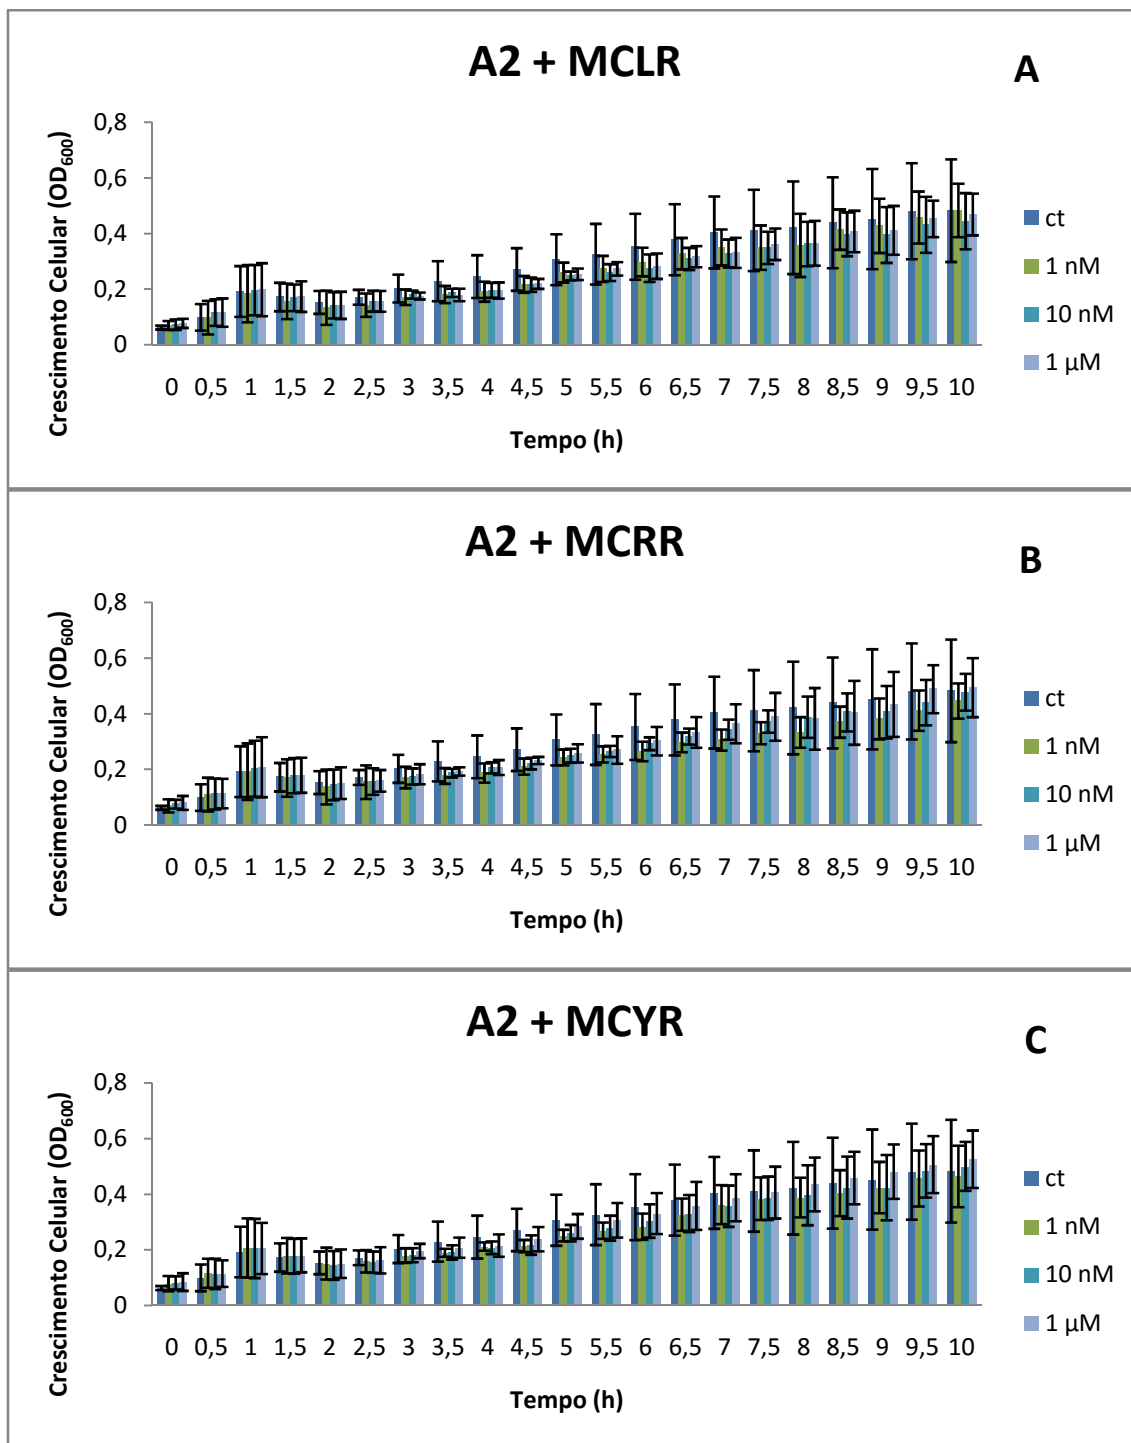 A2 + MCLR
A
Crescimento Celular (OD600)
0,8
0,6
0,4
0,2
0
0 0,5 1 1,5 2 2,5 3 3,5 4 4,5 5 5,5 6 6,5 7 7,5 8 8,5 9 9,5 10
Tempo (h)
ct
1 nM
10 nM
1 µM
A2 + MCRR
B
Crescimento Celular (OD600)
0,8
0,6
0,4
0,2
0
0 0,5 1 1,5 2 2,5 3 3,5 4 4,5 5 5,5 6 6,5 7 7,5 8 8,5 9 9,5 10
Tempo (h)
ct
1 nM
10 nM
1 µM
A2 + MCYR
C
Crescimento Celular (OD600)
0,8
0,6
0,4
0,2
0
0 0,5 1 1,5 2 2,5 3 3,5 4 4,5 5 5,5 6 6,5 7 7,5 8 8,5 9 9,5 10
Tempo (h)
ct
1 nM
10 nM
1 µM